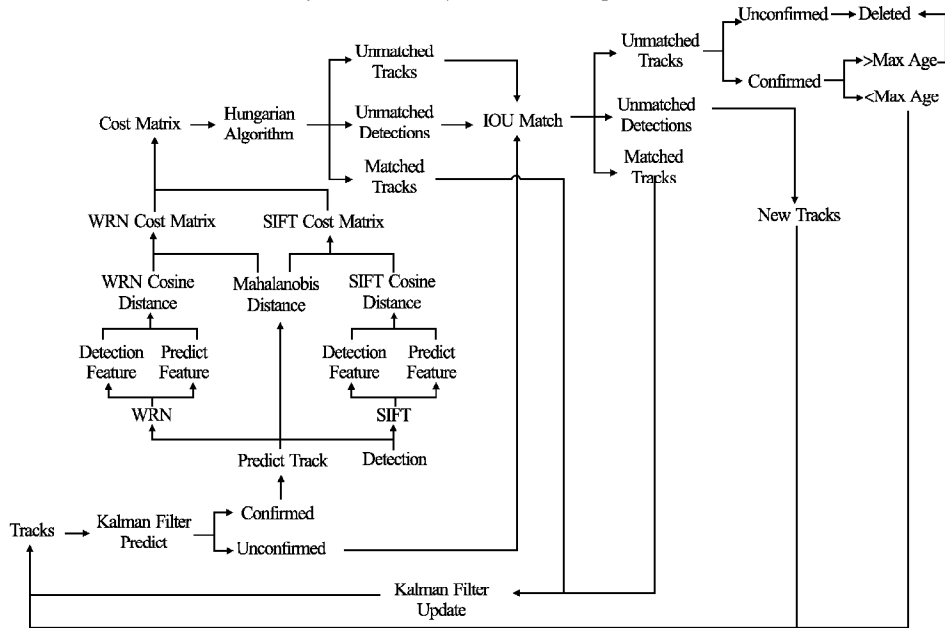 Unconfirmed
Deleted
Unmatched
Tracks
Unmatched
Tracks
>Max Age
Confirmed
<Max Age
Cost Matrix
Hungarian
Algorithm
Unmatched
Detections
IOU Match
Unmatched
Detections
Matched
Tracks
Matched
Tracks
New Tracks
WRN Cost Matrix
SIFT Cost Matrix
WRN Cosine
Distance
Mahalanobis
Distance
SIFT Cosine
Distance
Detection
Feature
Predict
Feature
Detection
Feature
Predict
Feature
WRN
SIFT
Predict Track
Detection
Tracks
Kalman Filter
Predict
Confirmed
Unconfirmed
Kalman Filter
Update